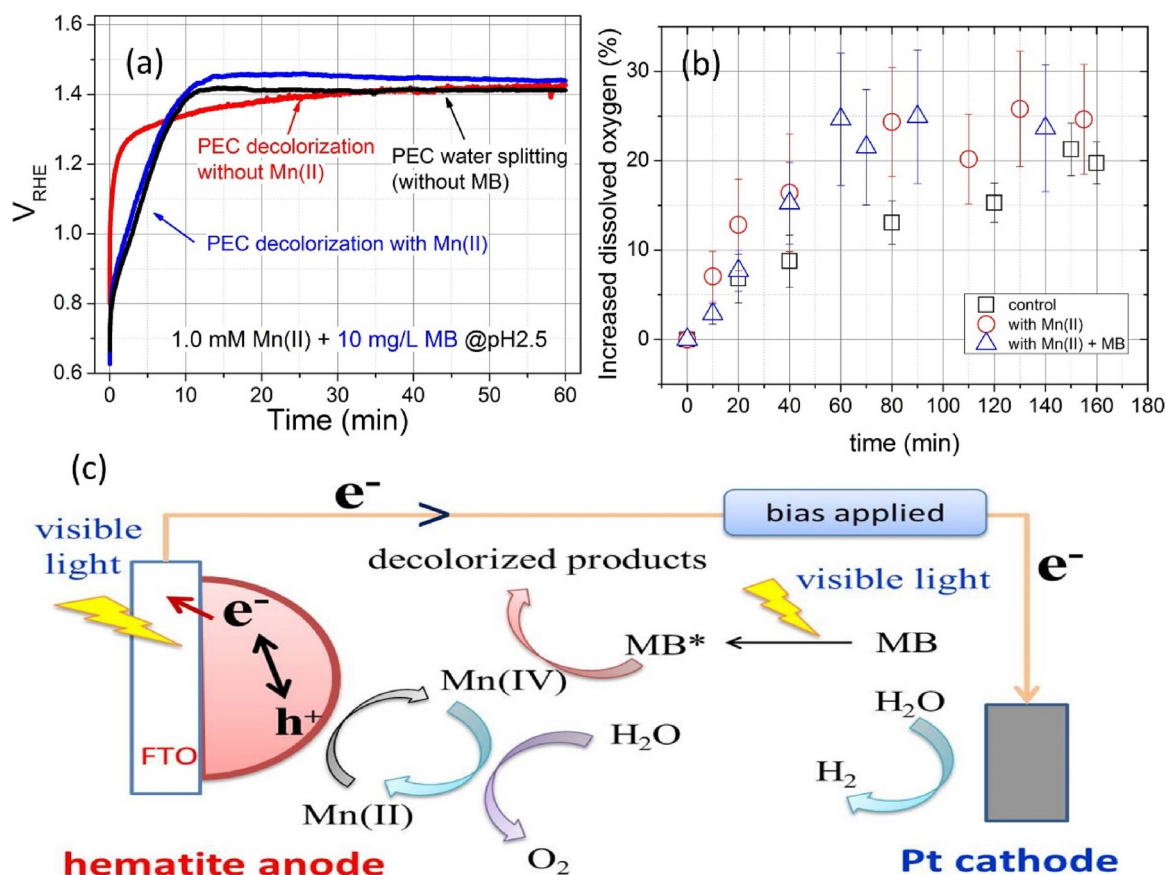 (a)
1.6
1.4
1.2
1.0
0.8
0.6
V_RHE
PEC decolorization
without Mn(II)
PEC water splitting
(without MB)
PEC decolorization with Mn(II)
1.0 mM Mn(II) + 10 mg/L MB @pH2.5
0 10 20 30 40 50 60
Time (min)
(b)
30
20
10
0
Increased dissolved oxygen (%)
control
with Mn(II)
with Mn(II) + MB
0 20 40 60 80 100 120 140 160 180
time (min)
(c)
e⁻
bias applied
visible
light
decolorized products
visible light
e⁻
e⁻
MB*
MB
Mn(IV)
h⁺
H₂O
H₂O
FTO
H₂
Mn(II)
O₂
hematite anode
Pt cathode